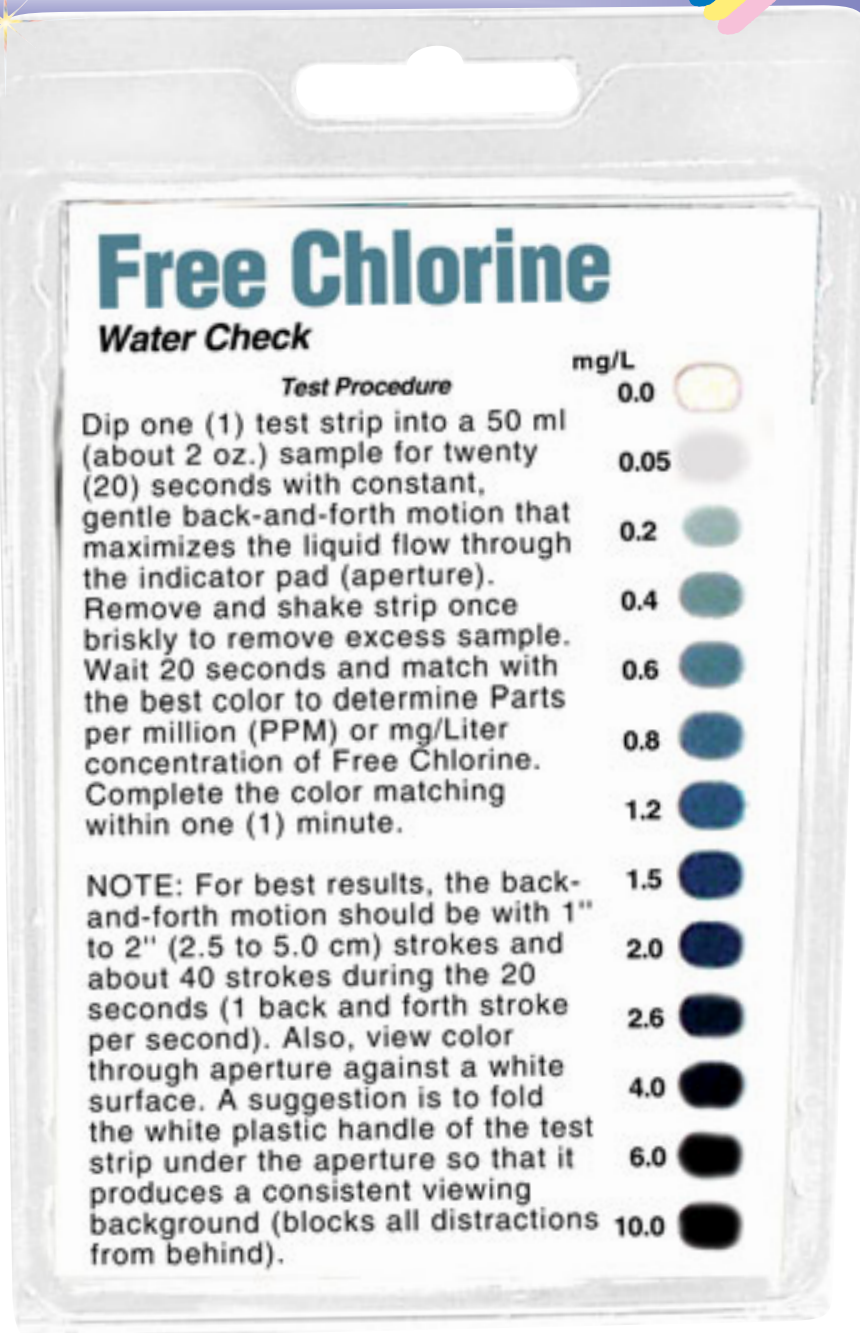 Free Chlorine
Water Check
Test Procedure
Dip one (1) test strip into a 50 ml
(about 2 oz.) sample for twenty
(20) seconds with constant,
gentle back-and-forth motion that
maximizes the liquid flow through
the indicator pad (aperture).
Remove and shake strip once
briskly to remove excess sample.
Wait 20 seconds and match with
the best color to determine Parts
per million (PPM) or mg/Liter
concentration of Free Chlorine.
Complete the color matching
within one (1) minute.
NOTE: For best results, the back-
and-forth motion should be with 1"
to 2" (2.5 to 5.0 cm) strokes and
about 40 strokes during the 20
seconds (1 back and forth stroke
per second). Also, view color
through aperture against a white
surface. A suggestion is to fold
the white plastic handle of the test
strip under the aperture so that it
produces a consistent viewing
background (blocks all distractions
from behind).
mg/L
0.0
0.05
0.2
0.4
0.6
0.8
1.2
1.5
2.0
2.6
4.0
6.0
10.0